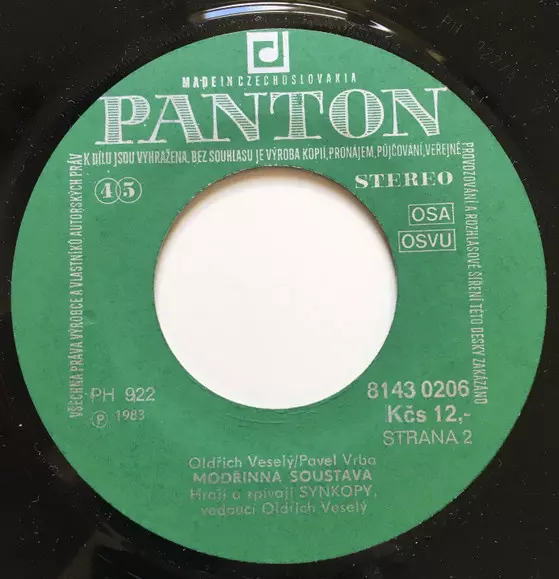 MADE IN CZECHOSLOVAKIA
PANTON
VŠECHNA PRÁVA VÝROBCE A VLASTNÍKŮ AUTORSKÝCH PRÁV K DÍLU JSOU VYHRAŽENA. BEZ SOUHLASU JE VÝROBA KOPIÍ, PRONÁJEM, PŮJČOVÁNÍ, VEŘEJNÉ PROVOZOVÁNÍ A ROZHLASOVÉ ŠÍŘENÍ TÉTO DESKY ZAKÁZÁNO
45
STEREO
OSA
OSVU
PH 922
Ⓟ 1983
8143 0206
Kčs 12,-
STRANA 2
Oldřich Veselý/Pavel Vrba
MODŘINNÁ SOUSTAVA
Hrají a zpívají SYNKOPY,
vedoucí Oldřich Veselý